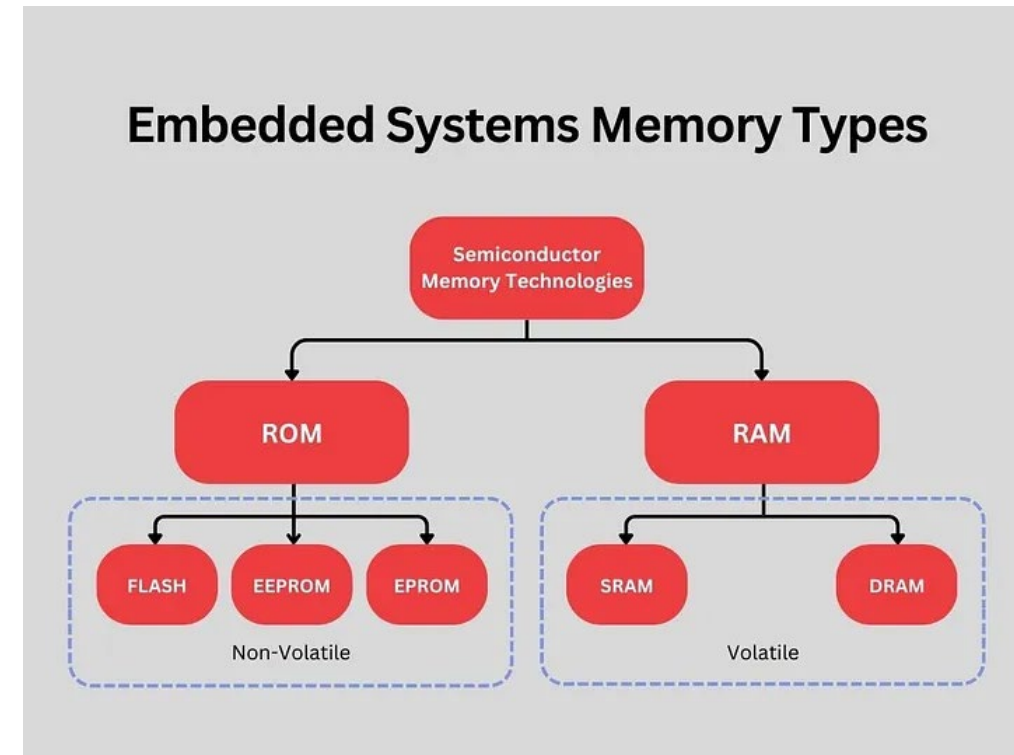 Embedded Systems Memory Types
Semiconductor
Memory Technologies
ROM
RAM
FLASH
EEPROM
EPROM
SRAM
DRAM
Non-Volatile
Volatile